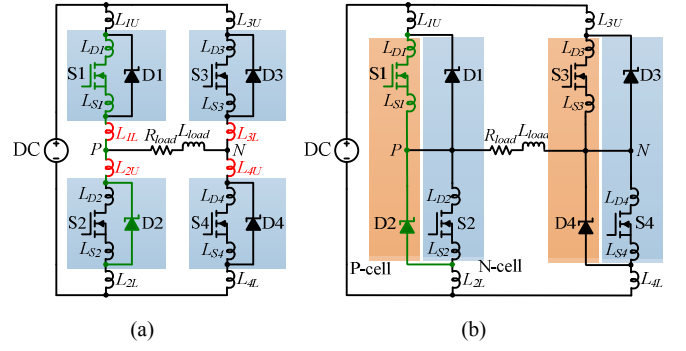 L1U L3U
LD1 LD3
S1 D1 S3 D3
LS1 LS3
L1L Rload Lload L3L
DC P N
L2U L4U
LD2 LD4
S2 D2 S4 D4
LS2 LS4
L2L L4L
(a)
L1U L3U
LD1 LD3
S1 D1 S3 D3
LS1 LS3
Rload Lload
DC P N
LD2 LD4
D2 S2 D4 S4
LS2 LS4
P-cell N-cell
L2L L4L
(b)